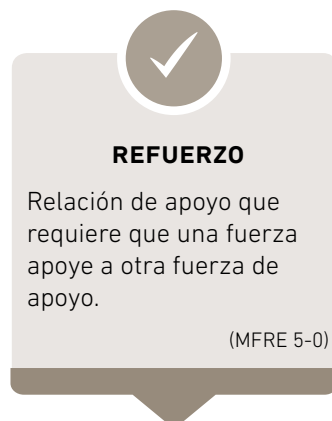 REFUERZO
Relación de apoyo que
requiere que una fuerza
apoye a otra fuerza de
apoyo.
(MFRE 5-0)